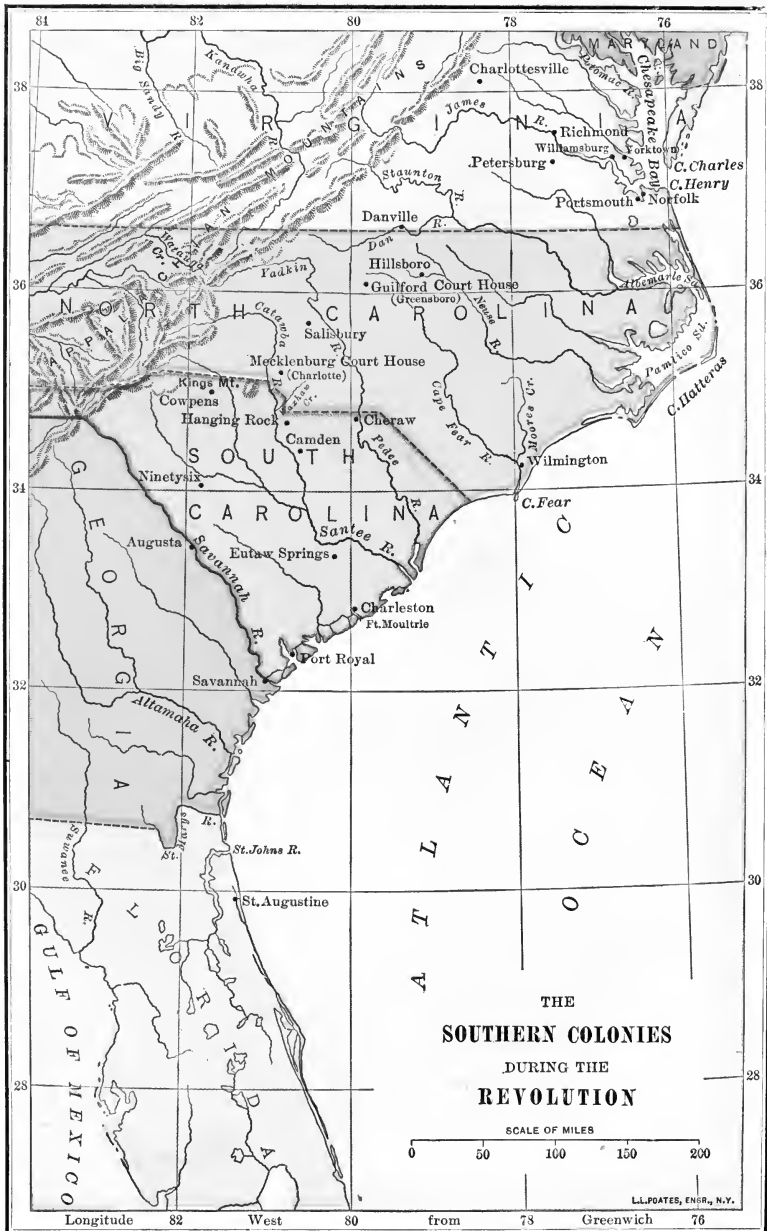 81 82 80 78 76
MARYLAND
Big Sandy R.
Kanawha R.
Charlottesville
Potomac R.
Chesapeake Bay
38 38
VIRGINIA
James R.
Richmond
Williamsburg
Yorktown
Petersburg
C. Charles
C. Henry
Staunton R.
Portsmouth
Norfolk
APPALACHIAN MOUNTAINS
Danville
Dan R.
Watauga Cr.
Yadkin R.
Hillsboro
Guilford Court House
(Greensboro)
Albemarle Sd.
36 36
NORTH CAROLINA
Catawba R.
Neuse R.
Salisbury
Pamlico Sd.
Mecklenburg Court House
(Charlotte)
C. Hatteras
Kings Mt.
Cowpens
Waxhaw Cr.
Cape Fear R.
Moores Cr.
Hanging Rock
Cheraw
Camden
Pedee R.
SOUTH CAROLINA
Wilmington
Ninetysix
34 34
C. Fear
Santee R.
Augusta
Savannah R.
Eutaw Springs
GEORGIA
Charleston
Ft. Moultrie
Port Royal
Savannah
32 32
Altamaha R.
ATLANTIC OCEAN
St. Marys R.
Suwanee R.
St. Johns R.
30 30
St. Augustine
FLORIDA
GULF OF MEXICO
28 28
THE
SOUTHERN COLONIES
DURING THE
REVOLUTION
SCALE OF MILES
0 50 100 150 200
L.L.POATES, ENGR., N.Y.
Longitude 82 West 80 from 78 Greenwich 76